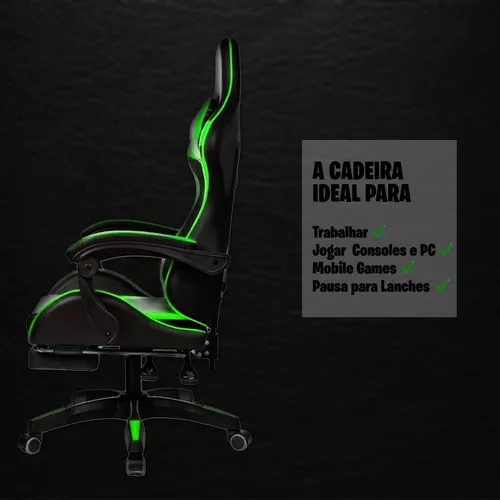 A CADEIRA
IDEAL PARA
Trabalhar
Jogar Consoles e PC
Mobile Games
Pausa para Lanches